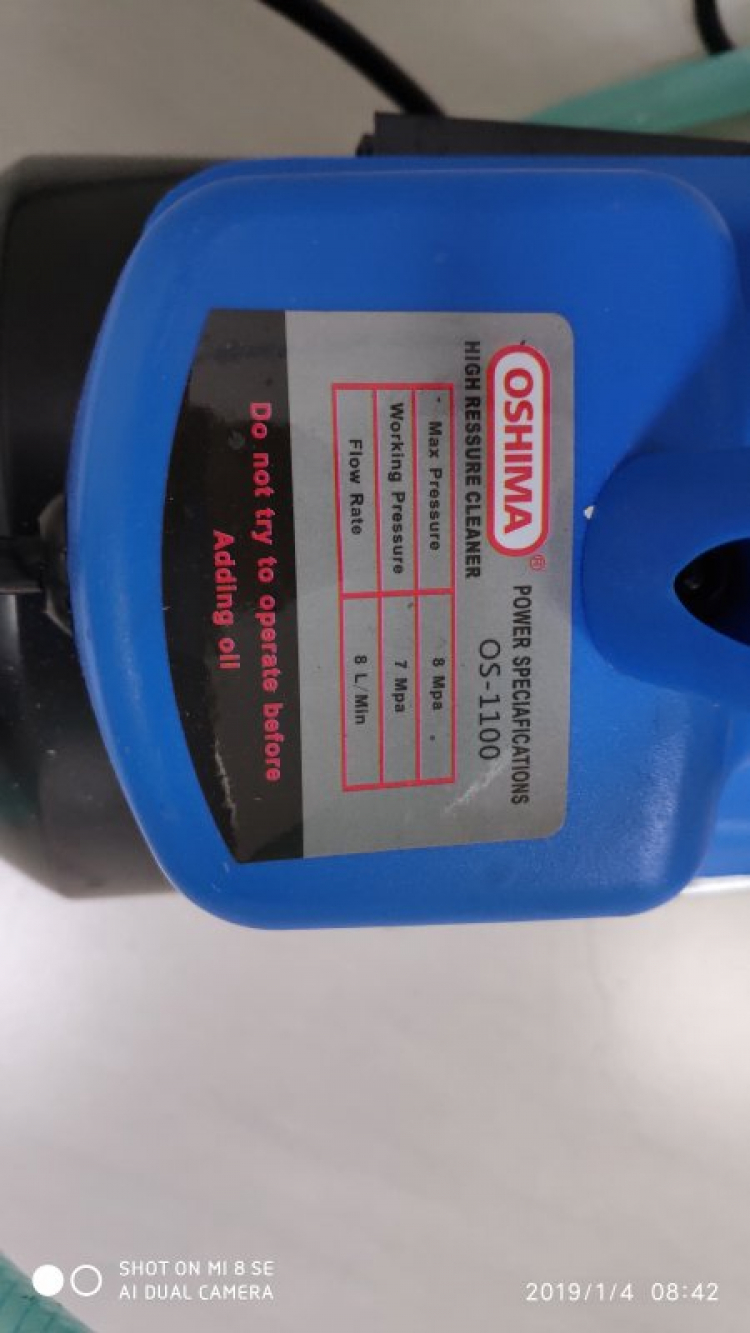 OSHIMA®
POWER SPECIAFICATIONS
HIGH RESSURE CLEANER
OS-1100
Max Pressure 8 Mpa
Working Pressure 7 Mpa
Flow Rate 8 L/Min
Do not try to operate before
Adding oil
SHOT ON MI 8 SE
AI DUAL CAMERA
2019/1/4 08:42